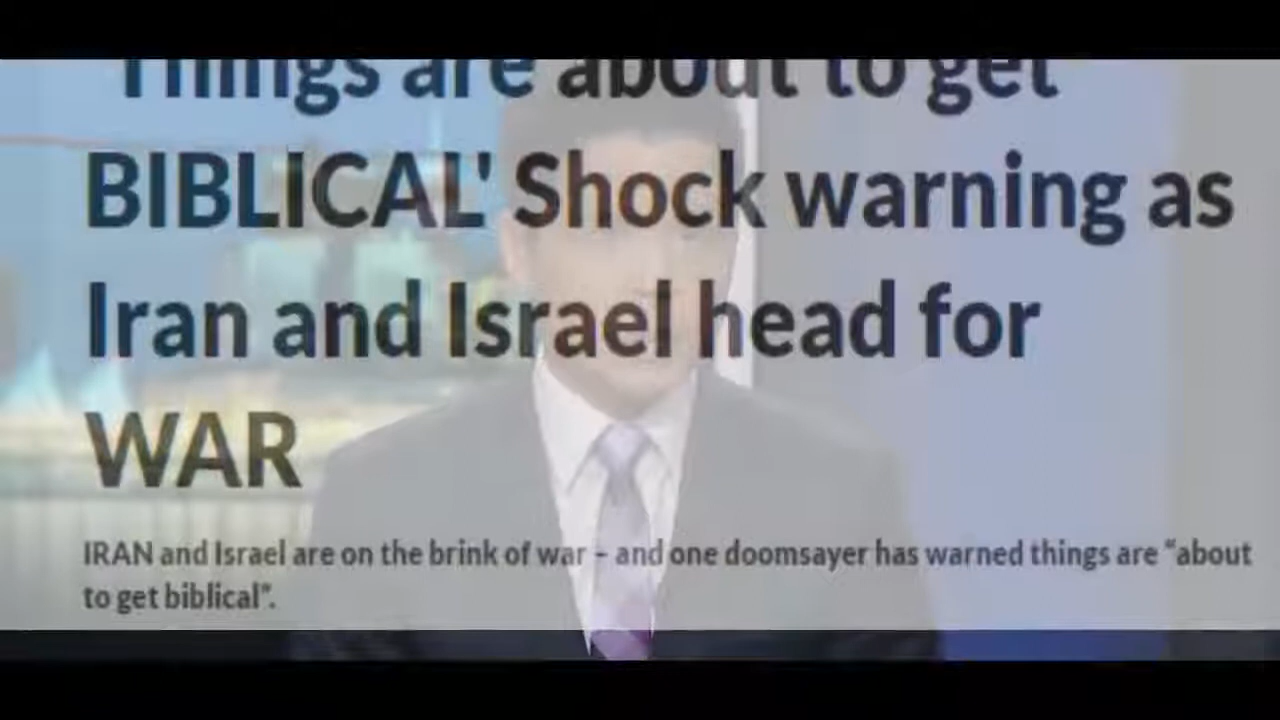 'Things are about to get
BIBLICAL' Shock warning as
Iran and Israel head for
WAR
IRAN and Israel are on the brink of war – and one doomsayer has warned things are “about
to get biblical”.